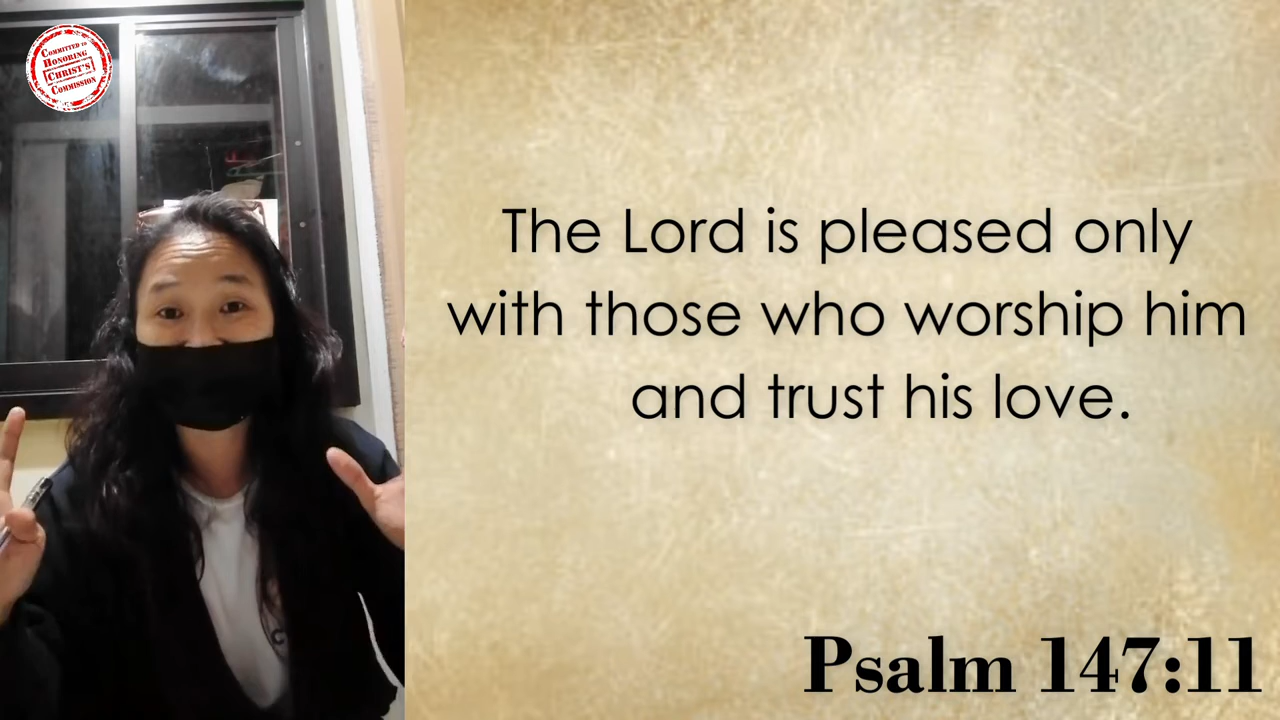 COMMITTED TO
HONORING
CHRIST'S
COMMISSION
The Lord is pleased only
with those who worship him
and trust his love.
Psalm 147:11